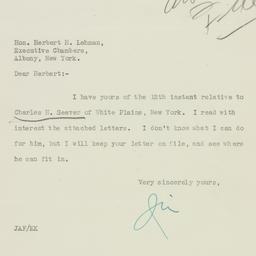 Hon. Herbert H. Lehman,
Executive Chambers,
Albany, New York.
Dear Herbert:-
I have yours of the 12th instant relative to
Charles H. Seaver of White Plains, New York. I read with
interest the attached letters. I don't know what I can do
for him, but I will keep your letter on file, and see where
he can fit in.
Very sincerely yours,
Jim
JAF/EX